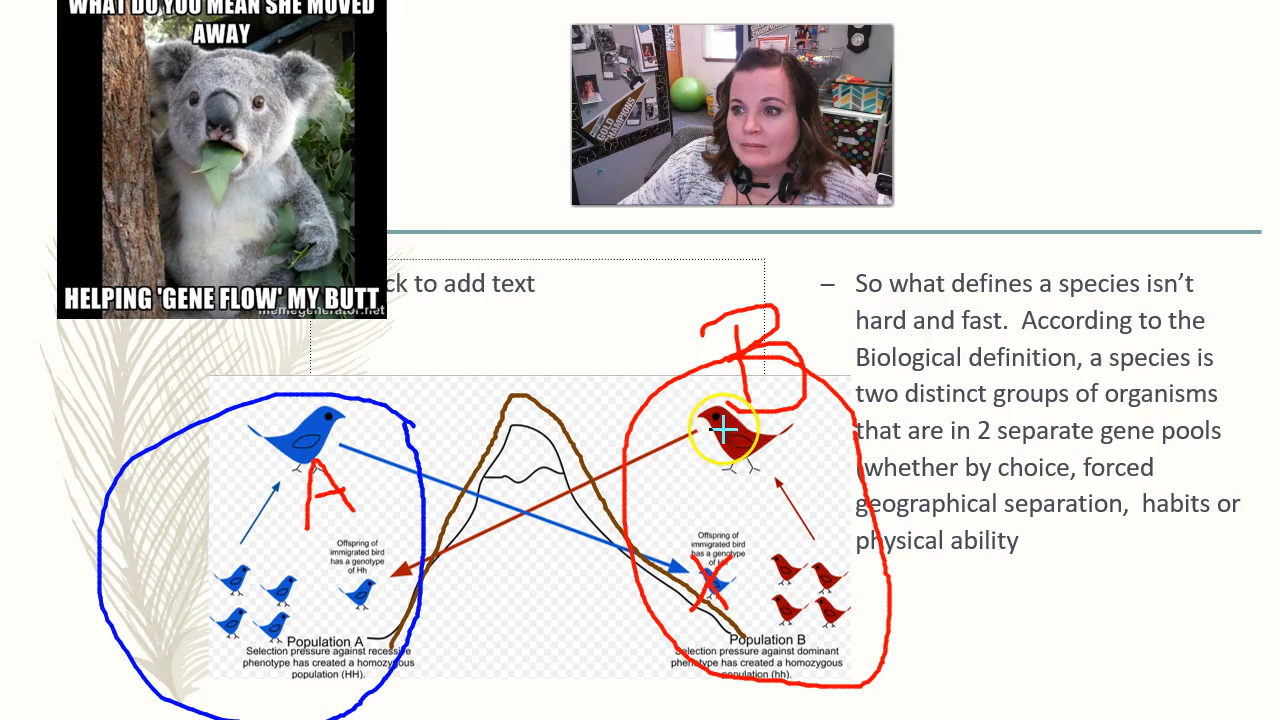 WHAT DO YOU MEAN SHE MOVED
AWAY
HELPING 'GENE FLOW' MY BUTT
memegenerator.net
GOLD
CHAMPIONS
ck to add text
– So what defines a species isn't
hard and fast. According to the
Biological definition, a species is
two distinct groups of organisms
that are in 2 separate gene pools
(whether by choice, forced
geographical separation, habits or
physical ability
B
A
Offspring of
immigrated bird
has a genotype
of Hh
Population A
Selection pressure against recessive
phenotype has created a homozygous
population (HH).
Offspring of
immigrated bird
has a genotype
X
Population B
Selection pressure against dominant
phenotype has created a homozygous
population (hh).